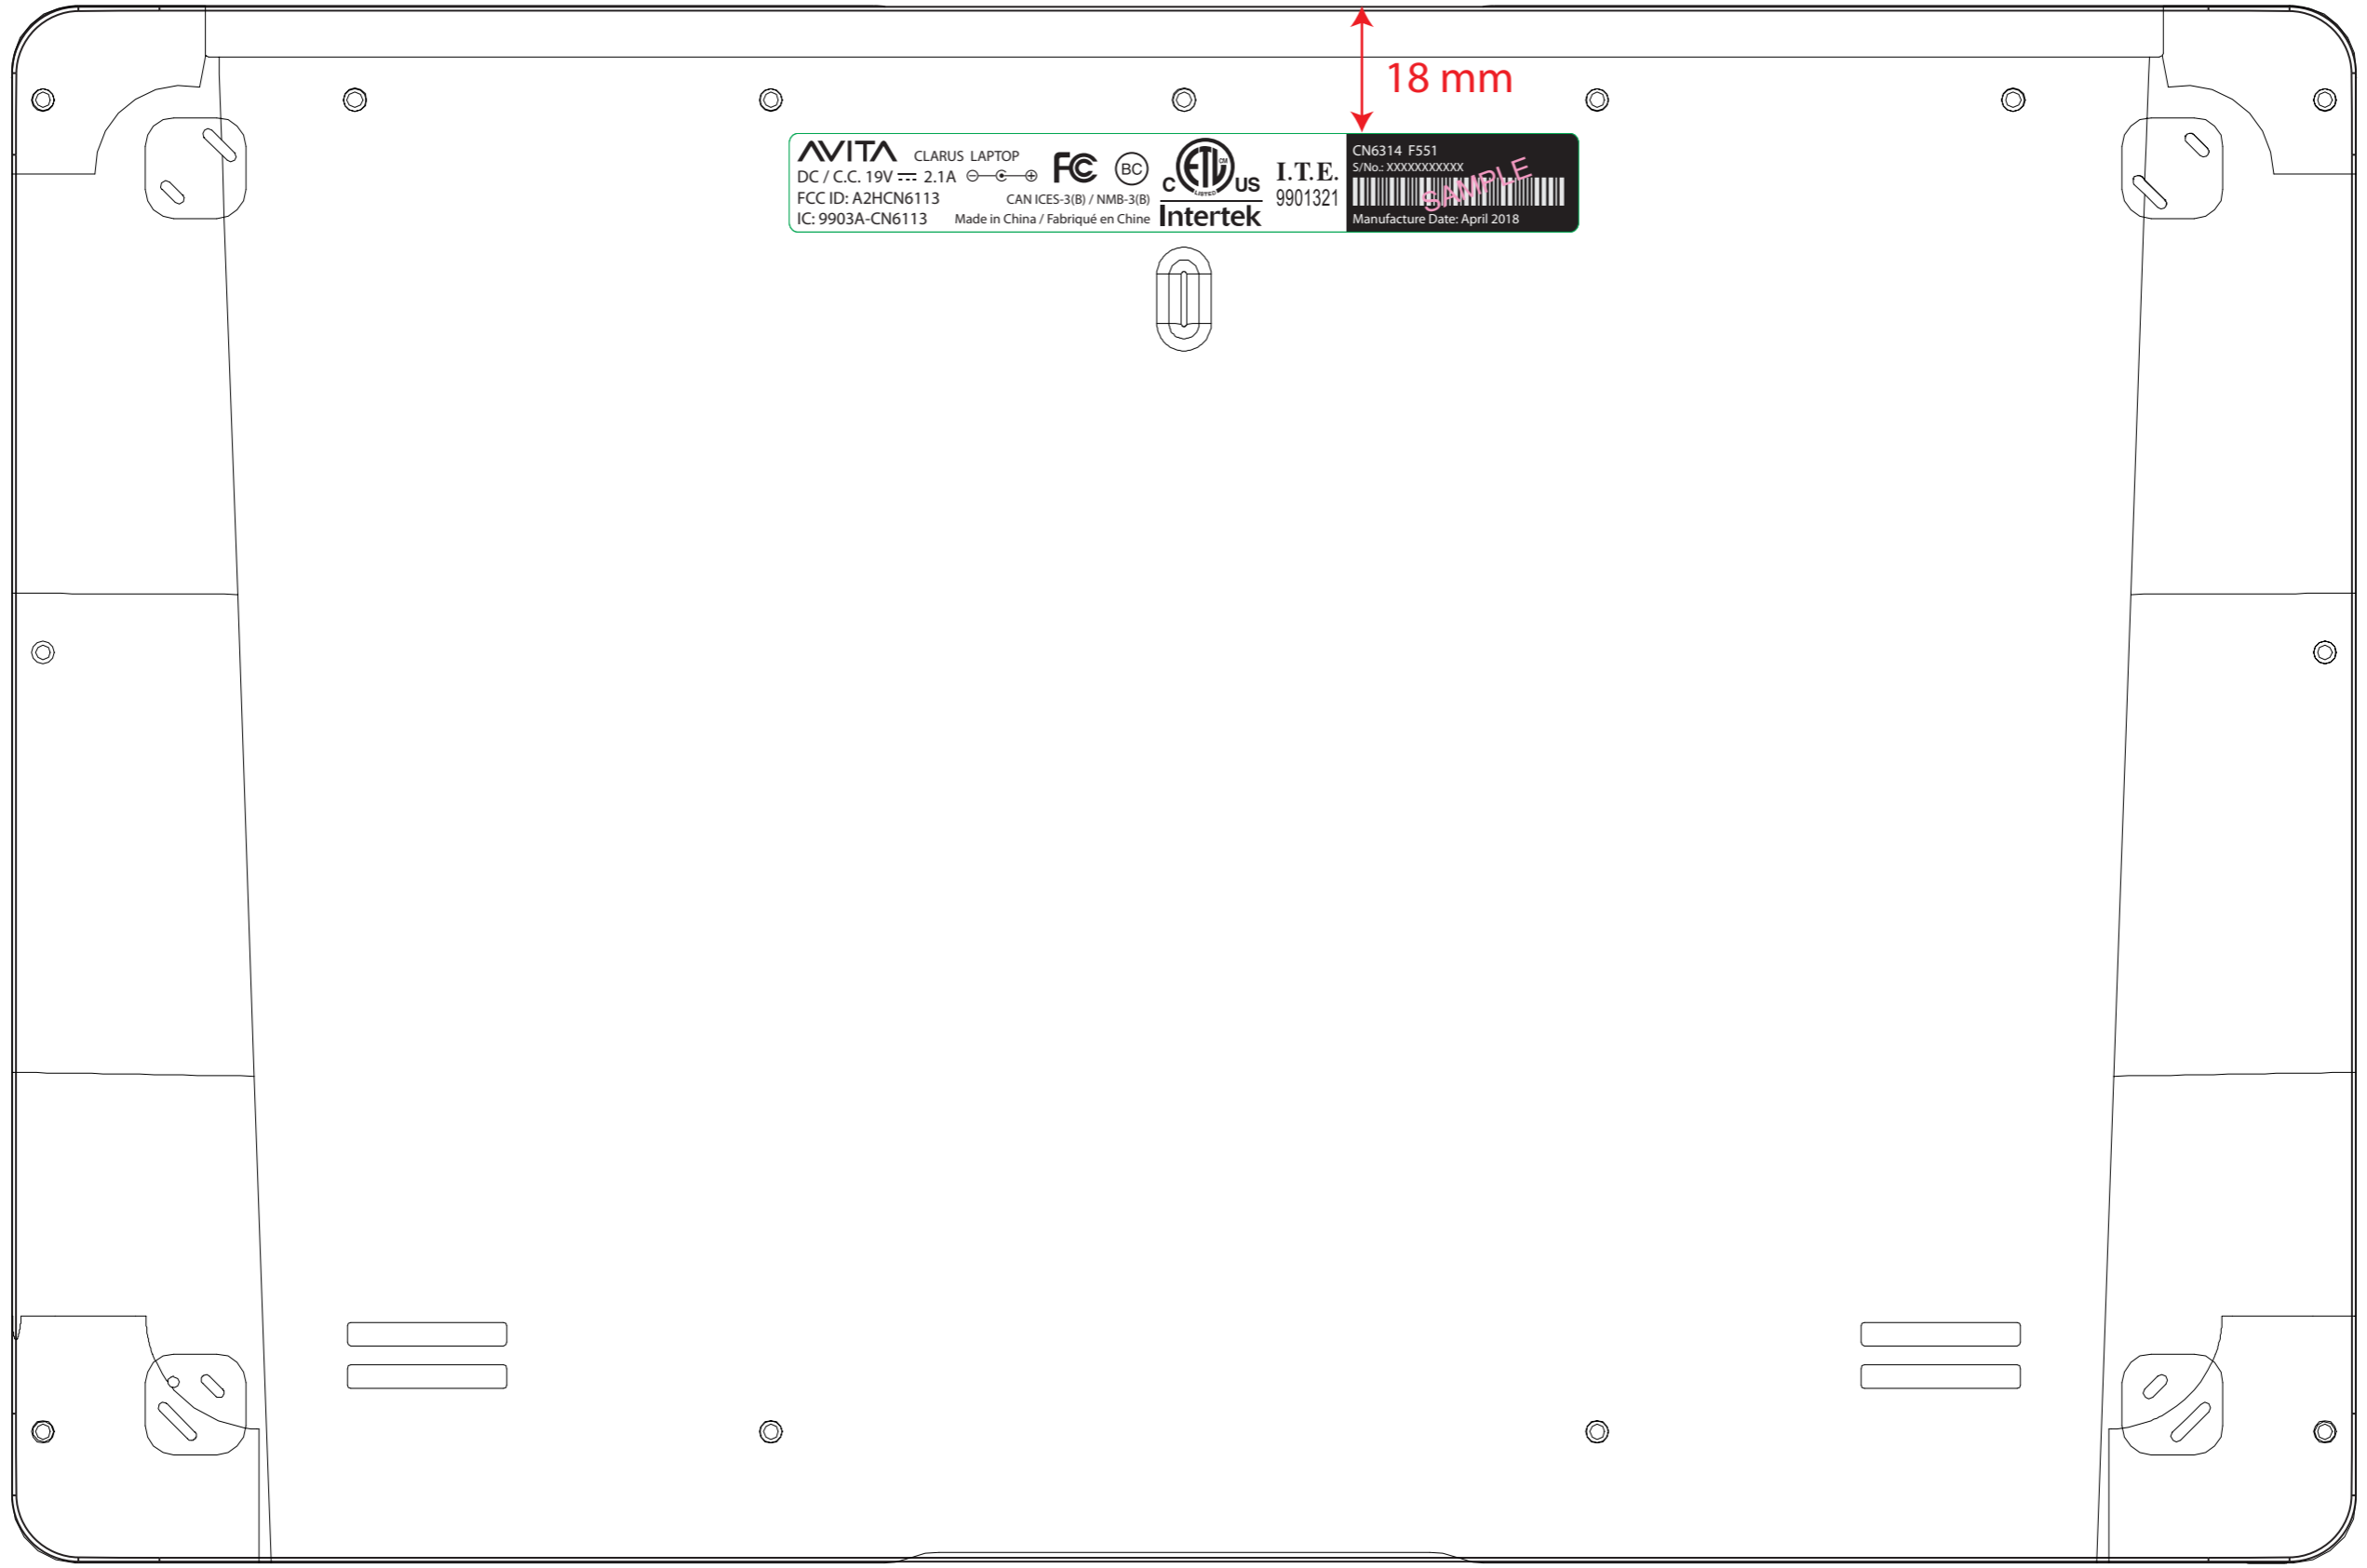 18 mm
AVITA CLARUS LAPTOP
DC / C.C. 19V 2.1A
FCC ID: A2HCN6113
IC: 9903A-CN6113
FC
BC
CAN ICES-3(B) / NMB-3(B)
Made in China / Fabriqué en Chine
C ETL CM US
LISTED
Intertek
I.T.E.
9901321
CN6314 F551
S/No.: XXXXXXXXXXX
SAMPLE
Manufacture Date: April 2018